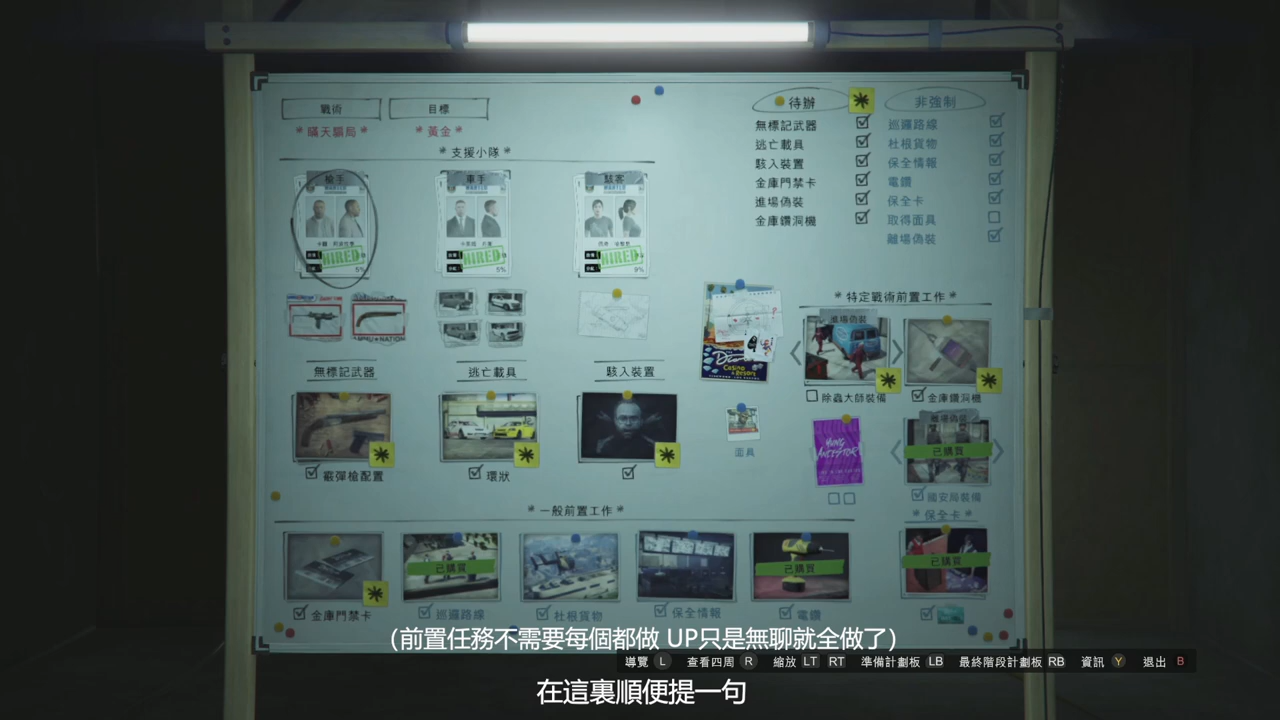 戰術
目標
待辦
非強制
瞞天騙局
黃金
支援小隊
無標記武器
逃亡載具
駭入裝置
金庫門禁卡
進場偽裝
金庫鑽洞機
巡邏路線
杜根貨物
保全情報
電鑽
保全卡
取得面具
離場偽裝
槍手
車手
駭客
HIRED
5%
HIRED
5%
HIRED
9%
特定戰術前置工作
進場偽裝
除蟲大師裝備
金庫鑽洞機
無標記武器
逃亡載具
駭入裝置
Casino
面具
離場偽裝
已購買
國安局裝備
霰彈槍配置
環狀
一般前置工作
保全卡
已購買
已購買
已購買
金庫門禁卡
巡邏路線
杜根貨物
保全情報
電鑽
（前置任務不需要每個都做 UP只是無聊就全做了）
導覽 L 查看四周 R 縮放 LT RT 準備計劃板 LB 最終階段計劃板 RB 資訊 Y 退出 B
在這裏順便提一句